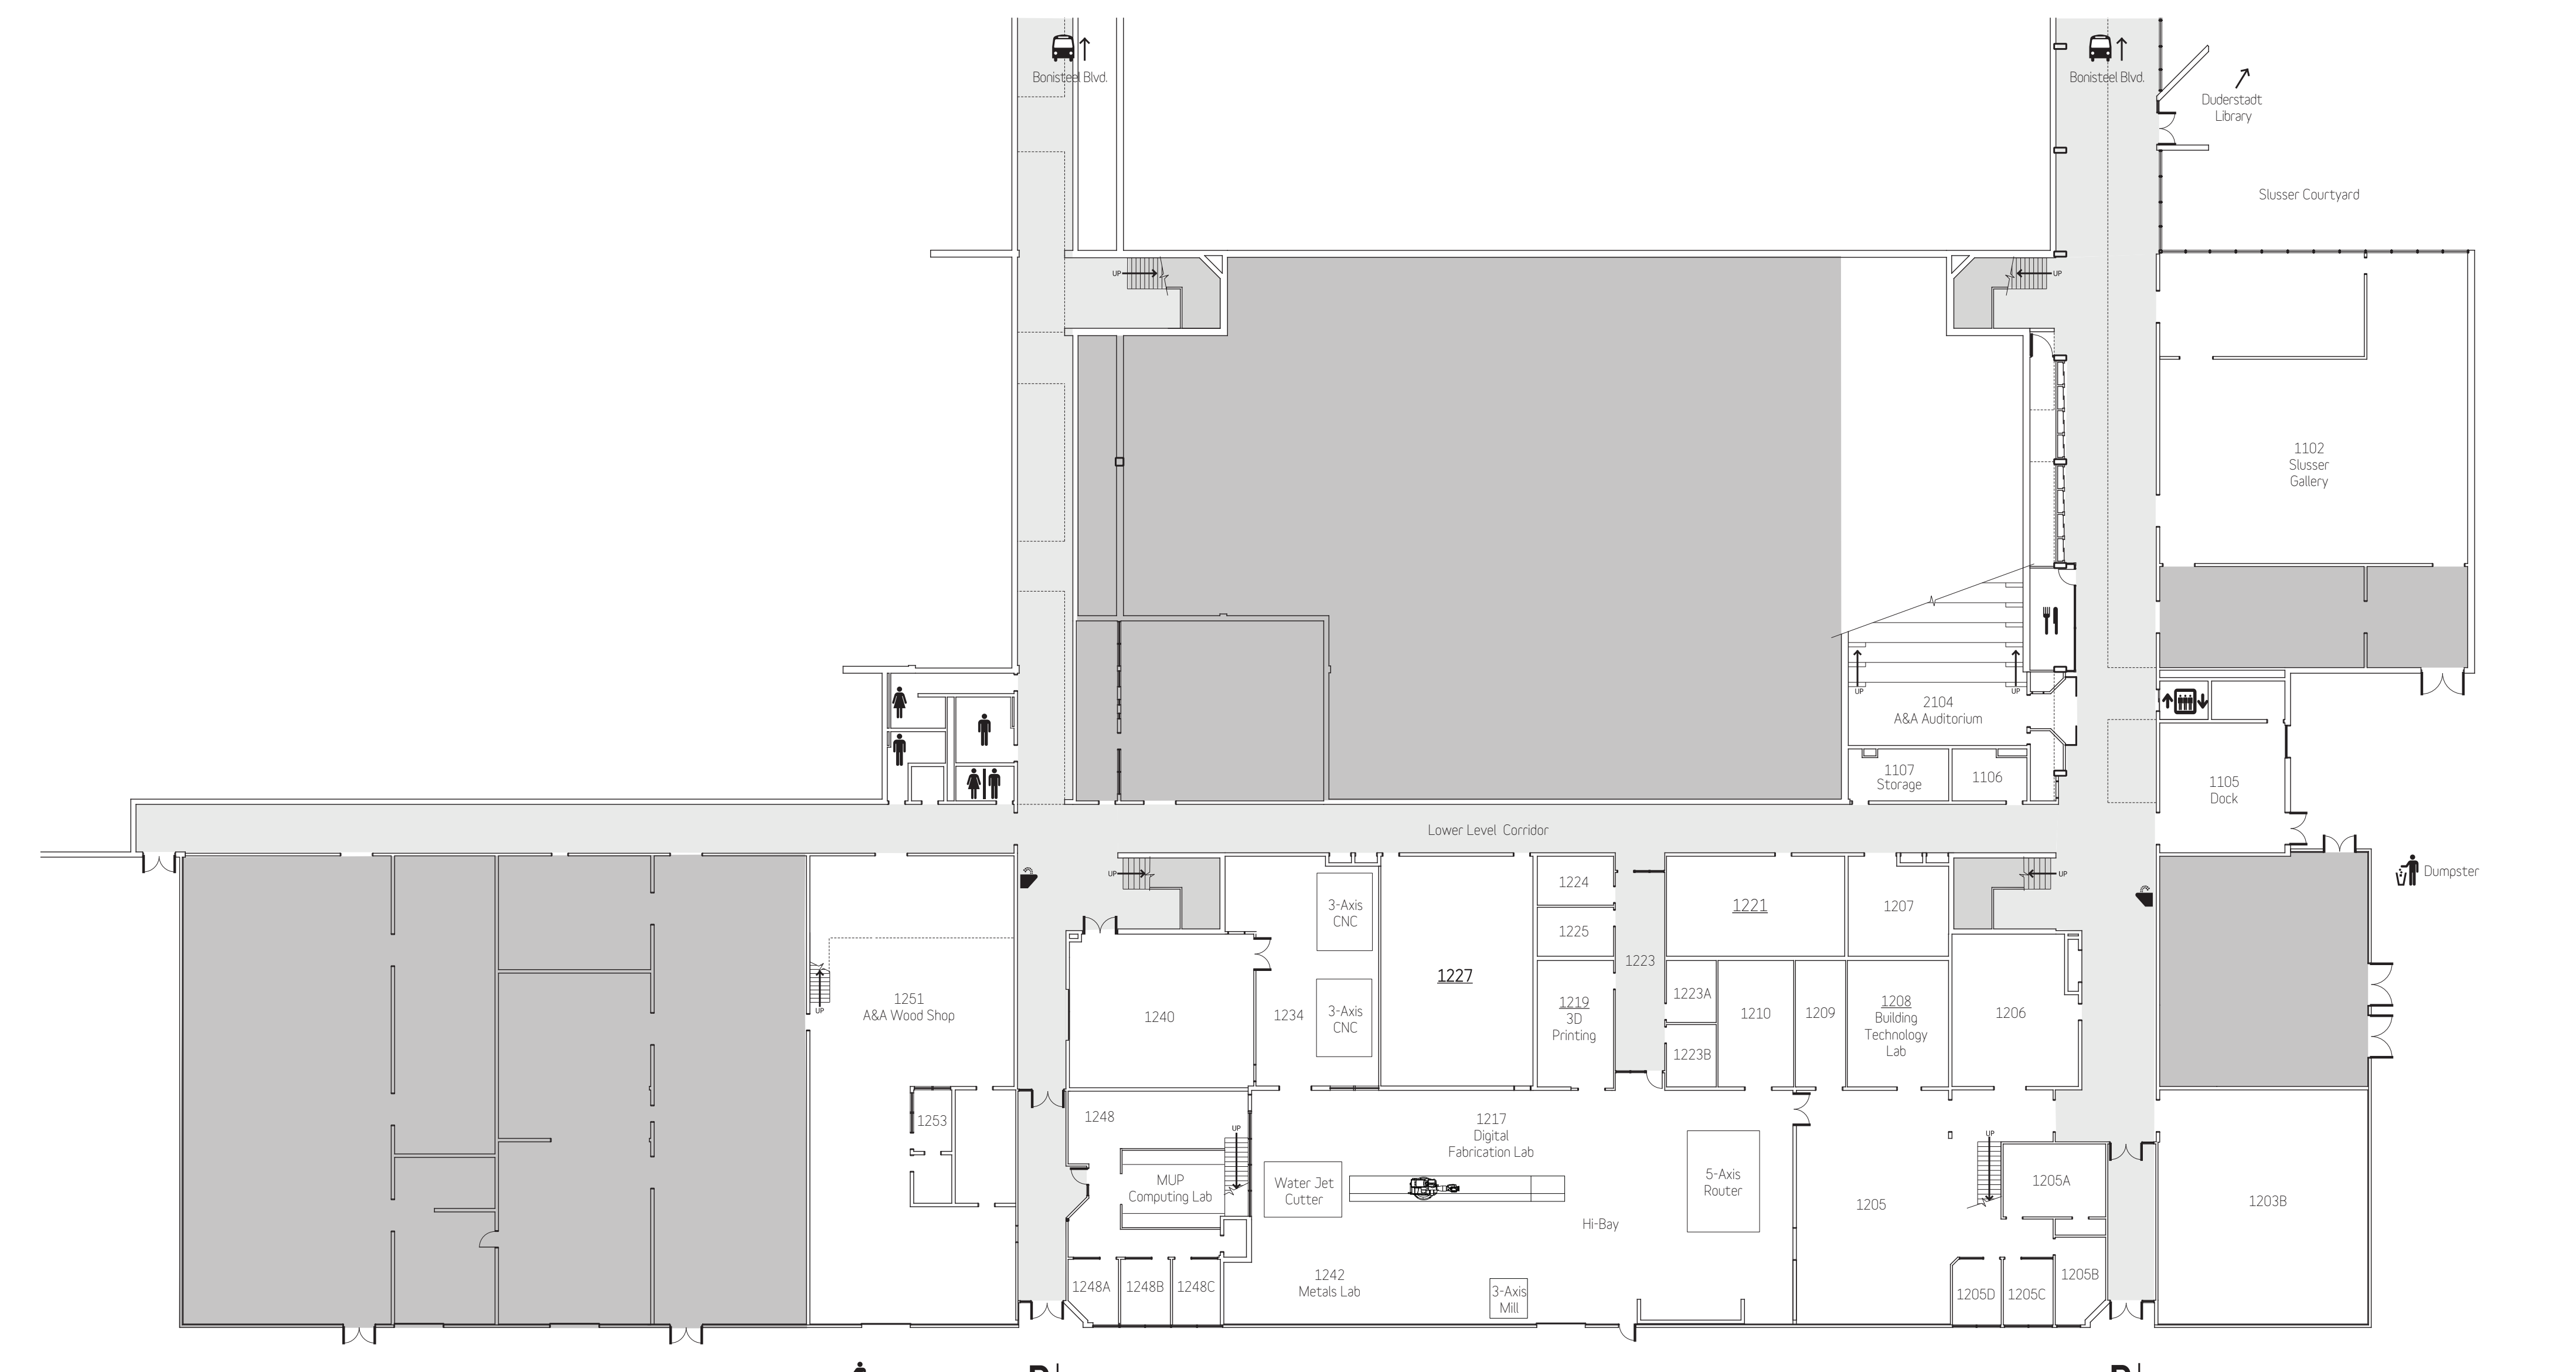 Bonisteel Blvd.
Bonisteel Blvd.
Duderstadt
Library
Slusser Courtyard
UP
UP
1102
Slusser
Gallery
UP
UP
2104
A&A Auditorium
1107
Storage
1106
1105
Dock
Lower Level Corridor
UP
UP
Dumpster
3-Axis
CNC
1224
1225
1221
1207
1227
1223
1251
A&A Wood Shop
UP
1240
1234
3-Axis
CNC
1219
3D
Printing
1223A
1223B
1210
1209
1208
Building
Technology
Lab
1206
1253
1248
UP
MUP
Computing Lab
Water Jet
Cutter
1217
Digital
Fabrication Lab
5-Axis
Router
Hi-Bay
1205
UP
1205A
1203B
1248A
1248B
1248C
1242
Metals Lab
3-Axis
Mill
1205D
1205C
1205B